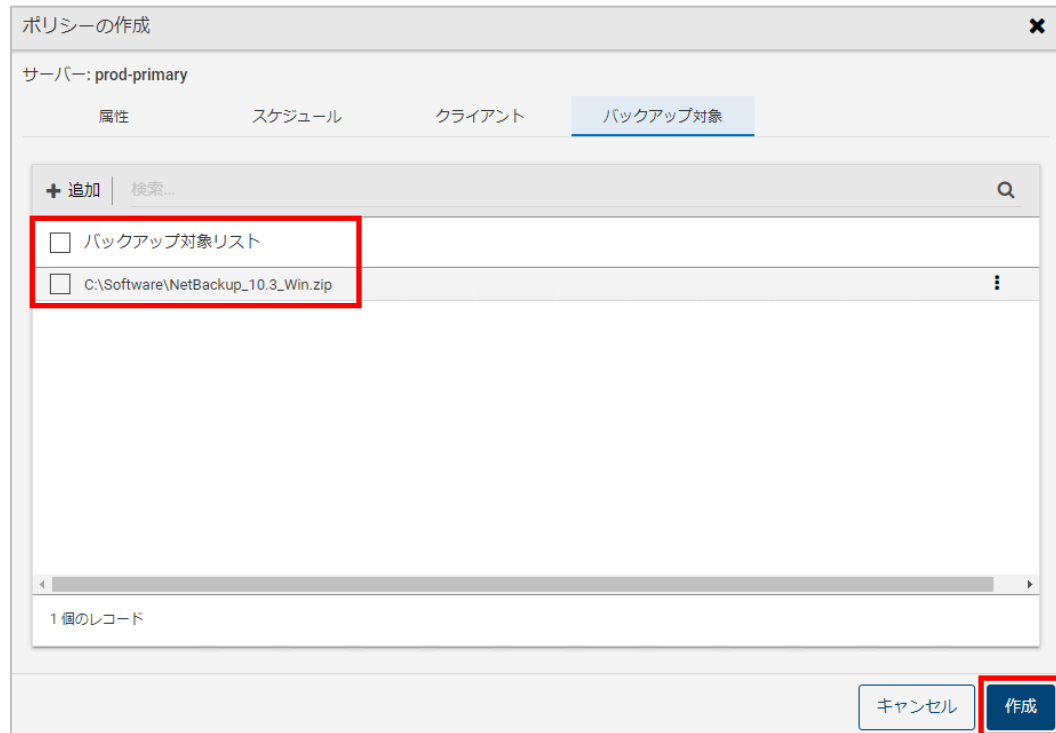 ポリシーの作成
サーバー: prod-primary
属性 スケジュール クライアント バックアップ対象
追加 検索...
バックアップ対象リスト
C:\Software\NetBackup_10.3_Win.zip
1 個のレコード
キャンセル 作成